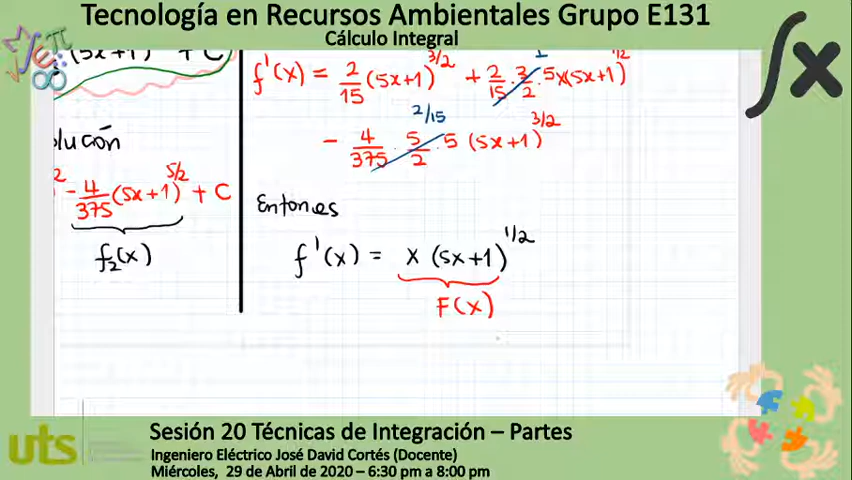 Tecnología en Recursos Ambientales Grupo E131
Cálculo Integral
(5x+1) + C
lución
-4/375 (5x+1)^5/2 + C
f₂(x)
f'(x) = 2/15 (5x+1)^3/2 + 2/15 · 3/2 · 5x(5x+1)^1/2
1
2/15
- 4/375 · 5/2 · 5 (5x+1)^3/2
Entonces
f'(x) = x (5x+1)^1/2
F(x)
uts
Sesión 20 Técnicas de Integración – Partes
Ingeniero Eléctrico José David Cortés (Docente)
Miércoles, 29 de Abril de 2020 – 6:30 pm a 8:00 pm